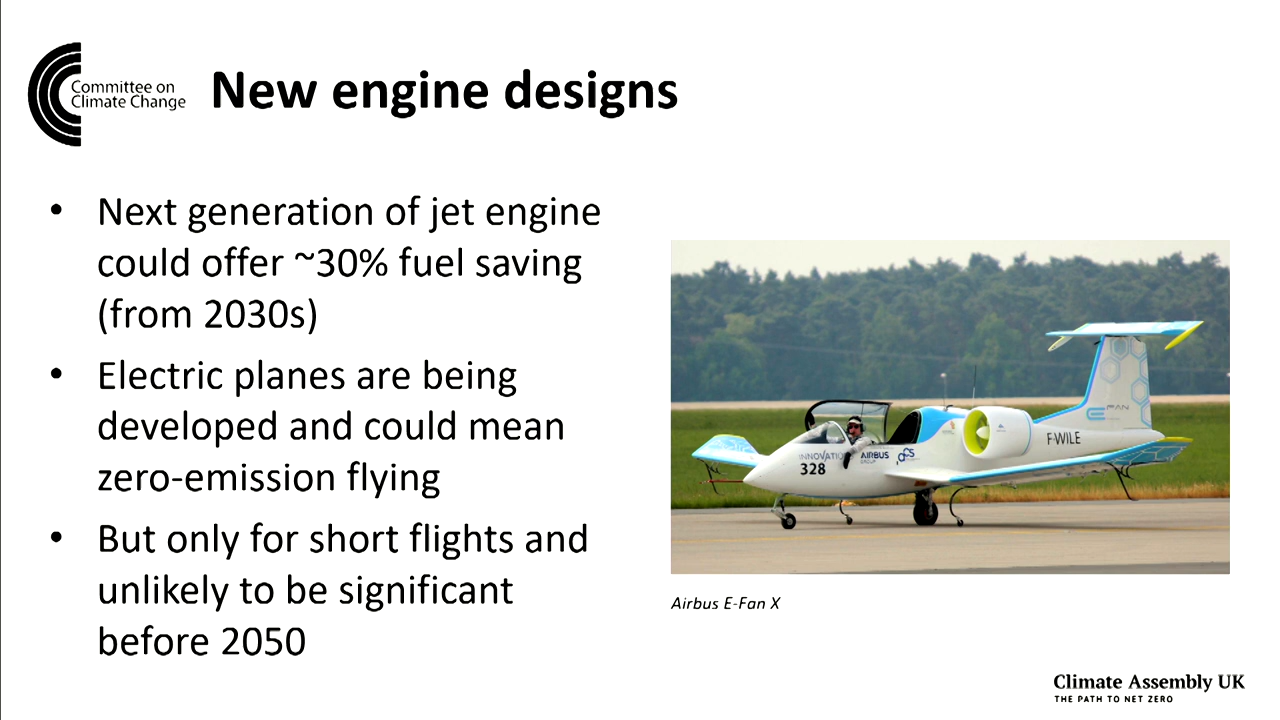 Committee on
Climate Change
New engine designs
• Next generation of jet engine
could offer ~30% fuel saving
(from 2030s)
• Electric planes are being
developed and could mean
zero-emission flying
• But only for short flights and
unlikely to be significant
before 2050
E FAN
F-WILE
AIRBUS
GROUP
328
Airbus E-Fan X
Climate Assembly UK
THE PATH TO NET ZERO